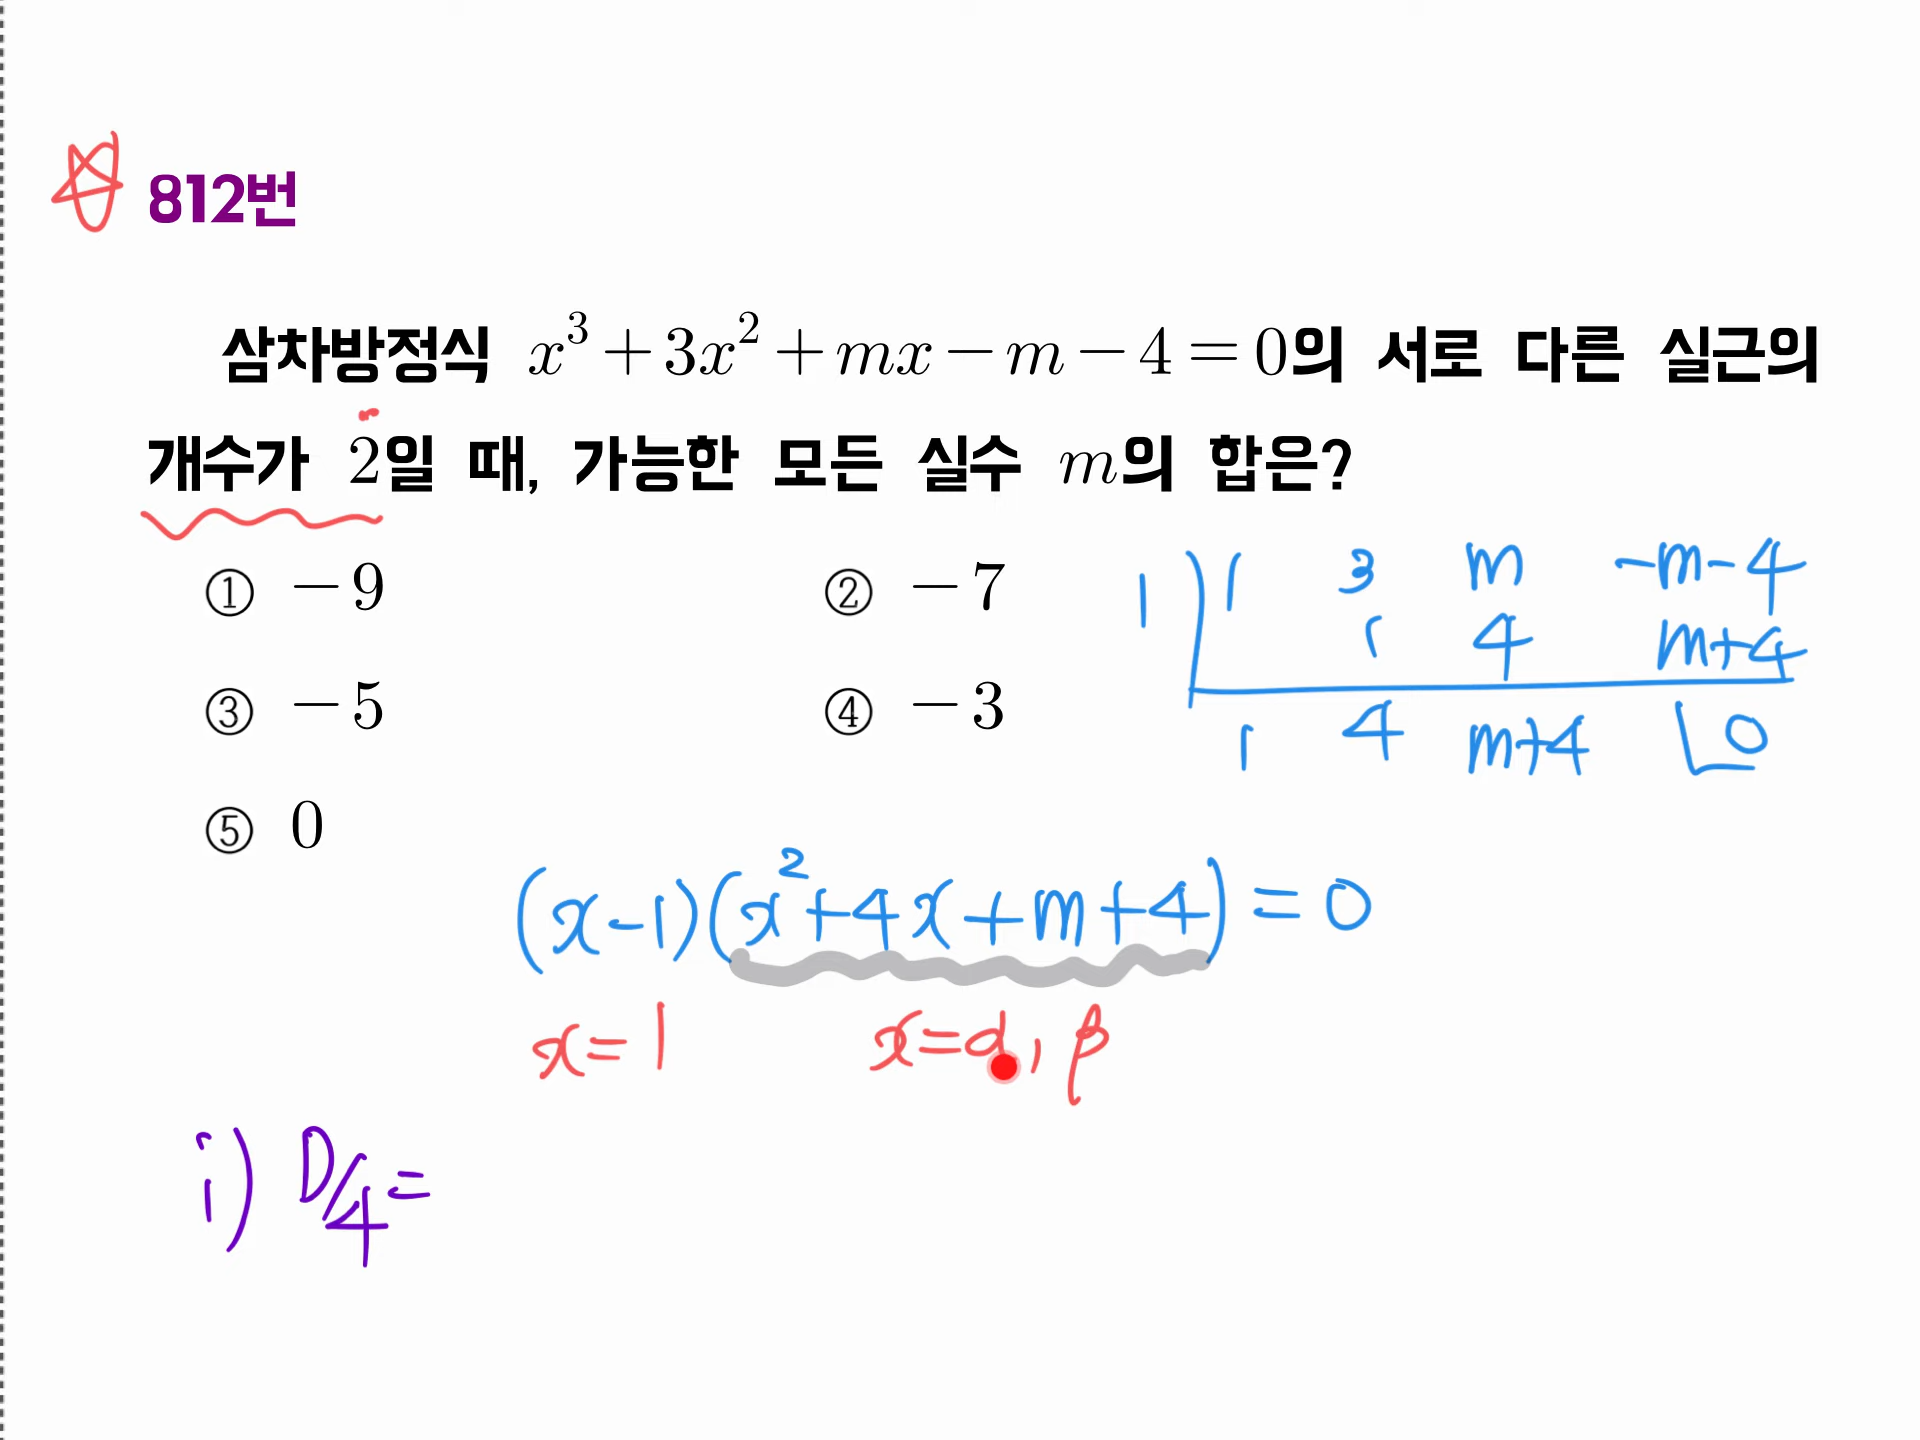 812번
삼차방정식 x³+3x²+mx−m−4=0의 서로 다른 실근의
개수가 2일 때, 가능한 모든 실수 m의 합은?
① −9 ② −7
③ −5 ④ −3
⑤ 0
1 1 3 m −m−4
1 4 m+4
1 4 m+4 0
(x−1)(x²+4x+m+4)=0
x=1 x=α, β
i) D/4=